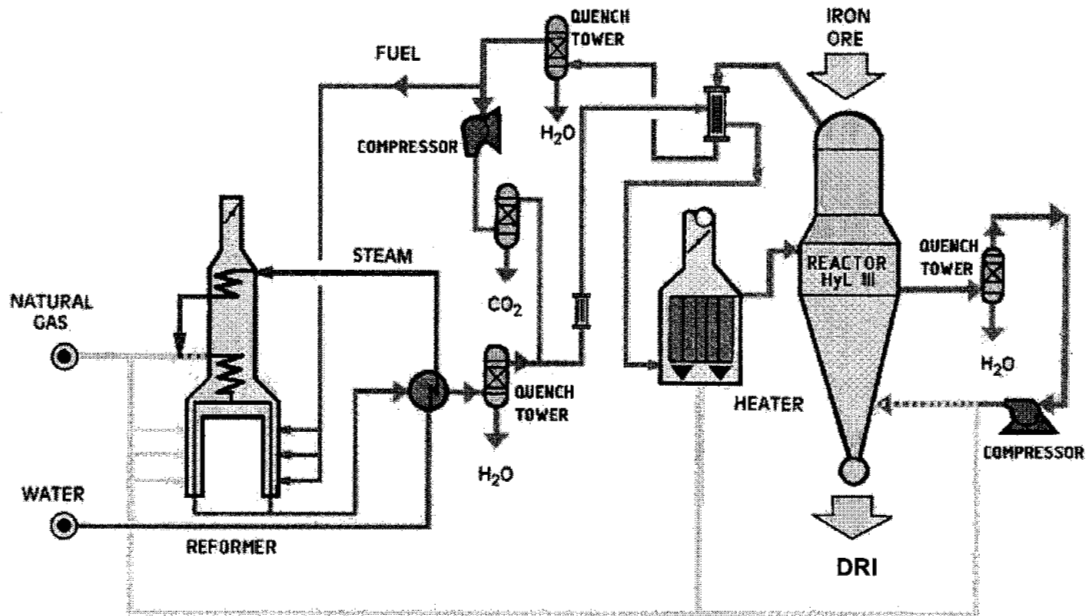 IRON
ORE
QUENCH
TOWER
FUEL
H2O
COMPRESSOR
STEAM
CO2
NATURAL
GAS
QUENCH
TOWER
H2O
REACTOR
HyL III
QUENCH
TOWER
H2O
HEATER
COMPRESSOR
WATER
REFORMER
DRI